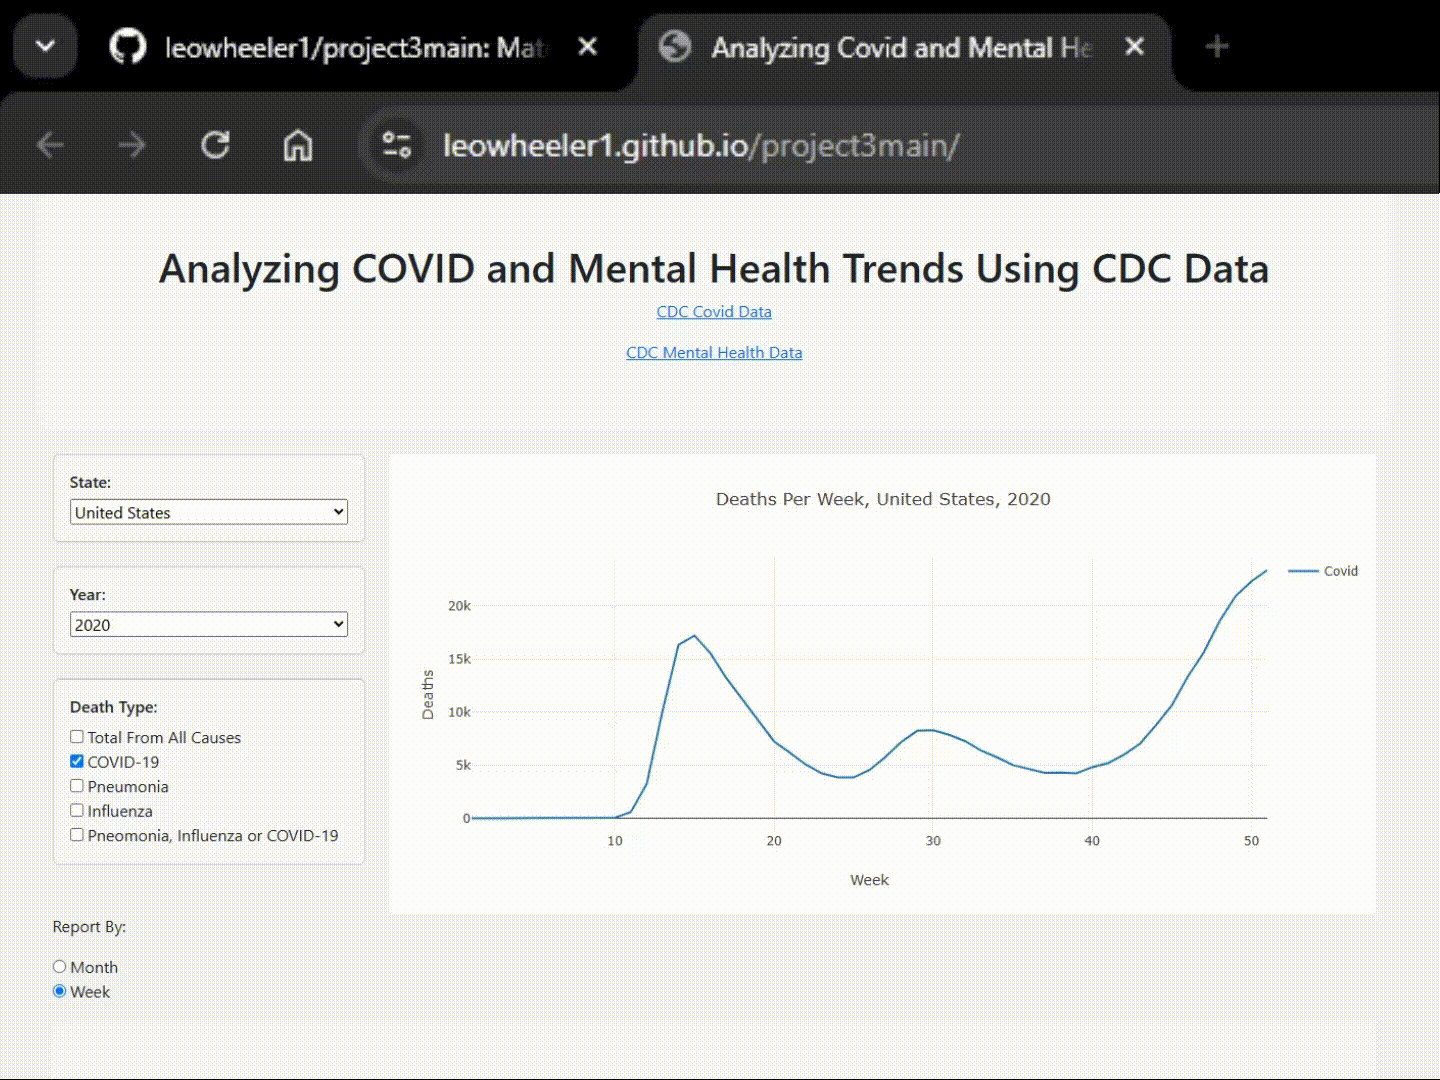 leowheeler1/project3main: Mat
Analyzing Covid and Mental He
leowheeler1.github.io/project3main/
Analyzing COVID and Mental Health Trends Using CDC Data
CDC Covid Data
CDC Mental Health Data
State:
United States
Year:
2020
Death Type:
Total From All Causes
COVID-19
Pneumonia
Influenza
Pneomonia, Influenza or COVID-19
Report By:
Month
Week
Deaths Per Week, United States, 2020
Covid
20k
15k
10k
5k
0
Deaths
10 20 30 40 50
Week